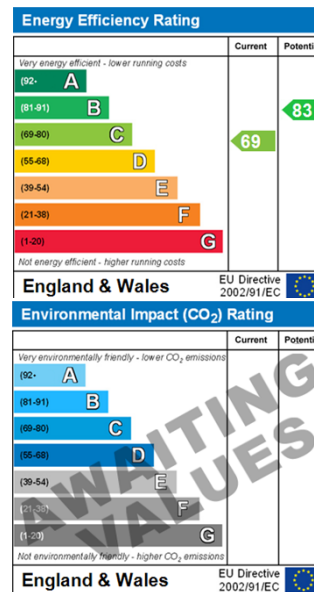 Energy Efficiency Rating
Current Potenti
Very energy efficient - lower running costs
(92- A
(81-91) B
83
(69-80) C
69
(55-68) D
(39-54) E
(21-38) F
(1-20) G
Not energy efficient - higher running costs
England & Wales
EU Directive
2002/91/EC
Environmental Impact (CO2) Rating
Current Potenti
Very environmentally friendly - lower CO2 emissions
(92- A
(81-91) B
(69-80) C
(55-68) D
(39-54) E
(21-38) F
(1-20) G
AWAITING
VALUES
Not environmentally friendly - higher CO2 emissions
England & Wales
EU Directive
2002/91/EC